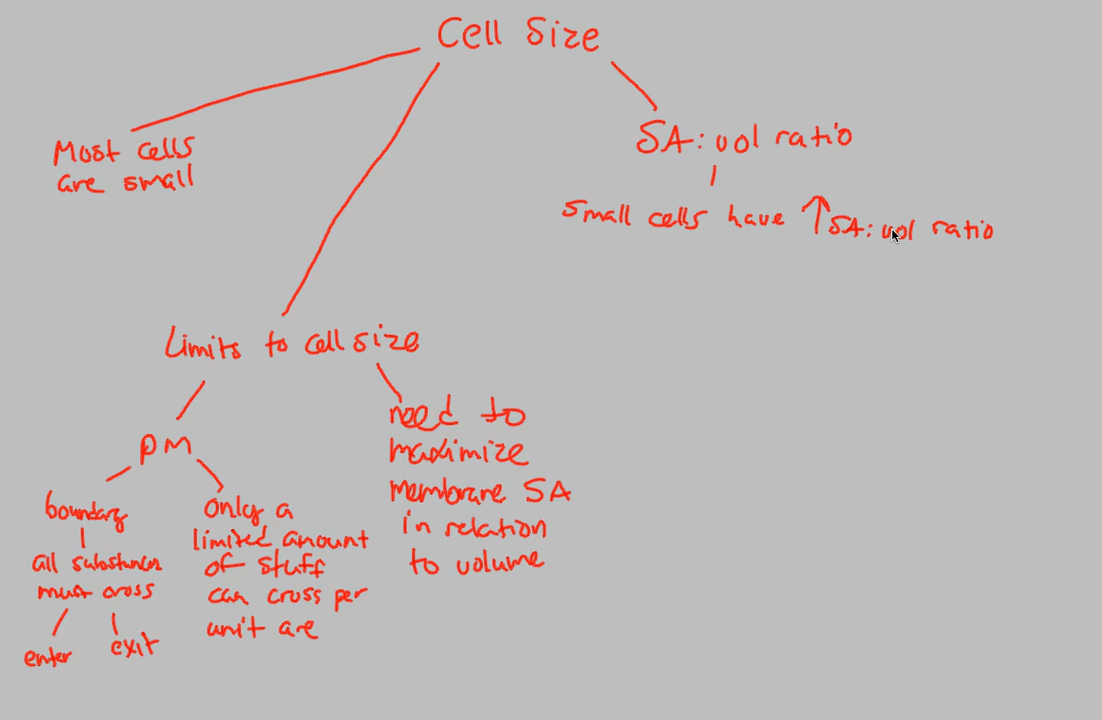 Cell Size
Most cells
are small
SA: vol ratio
small cells have ↑ SA: vol ratio
Limits to cell size
PM
boundary
all substances
must cross
enter
exit
only a
limited amount
of stuff
can cross per
unit are
need to
maximize
membrane SA
in relation
to volume